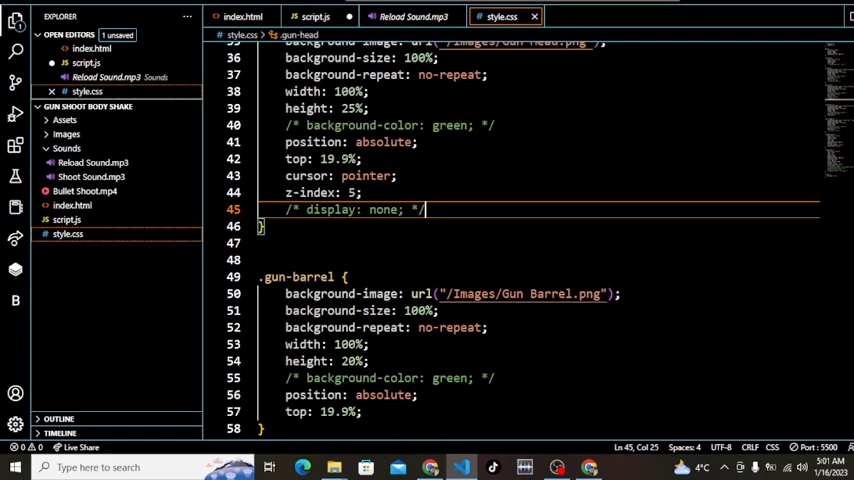 EXPLORER
OPEN EDITORS 1 unsaved
index.html
script.js
Reload Sound.mp3 Sounds
style.css
GUN SHOOT BODY SHAKE
Assets
Images
Sounds
Reload Sound.mp3
Shoot Sound.mp3
Bullet Shoot.mp4
index.html
script.js
style.css
OUTLINE
TIMELINE
index.html script.js Reload Sound.mp3 style.css
style.css > .gun-head
35 background-image: url("/Images/Gun Head.png");
36 background-size: 100%;
37 background-repeat: no-repeat;
38 width: 100%;
39 height: 25%;
40 /* background-color: green; */
41 position: absolute;
42 top: 19.9%;
43 cursor: pointer;
44 z-index: 5;
45 /* display: none; */
46 }
47
48
49 .gun-barrel {
50 background-image: url("/Images/Gun Barrel.png");
51 background-size: 100%;
52 background-repeat: no-repeat;
53 width: 100%;
54 height: 20%;
55 /* background-color: green; */
56 position: absolute;
57 top: 19.9%;
58 }
0 0 Live Share Ln 45, Col 25 Spaces: 4 UTF-8 CRLF CSS Port : 5500
Type here to search 4°C 5:01 AM
1/16/2023